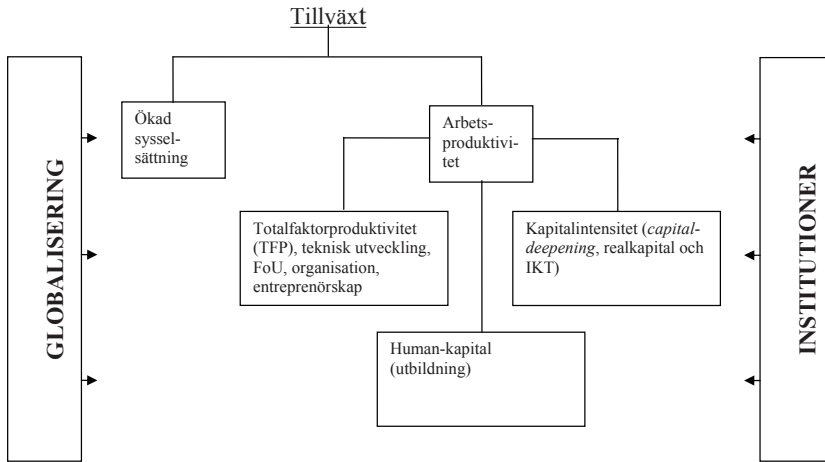 Tillväxt
GLOBALISERING
Ökad
syssel-
sättning
Arbets-
produktivi-
tet
Totalfaktorproduktivitet
(TFP), teknisk utveckling,
FoU, organisation,
entreprenörskap
Kapitalintensitet (capital-
deepening, realkapital och
IKT)
Human-kapital
(utbildning)
INSTITUTIONER